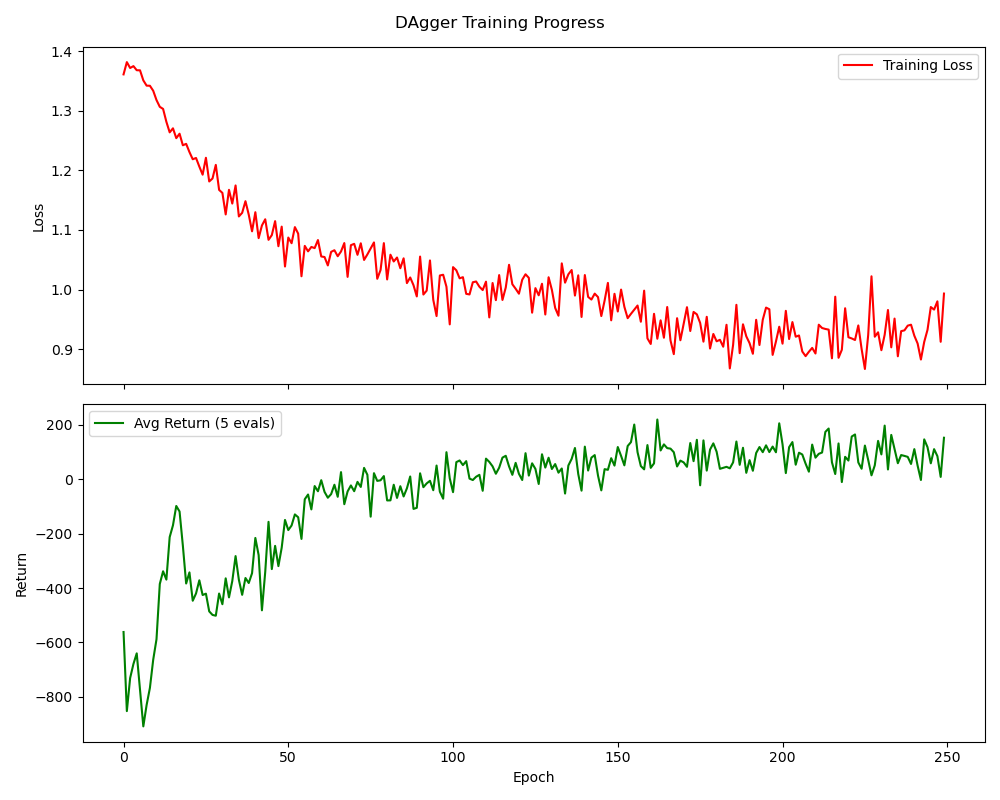 DAgger Training Progress
1.4
1.3
1.2
1.1
1.0
0.9
Loss
Training Loss
200
0
−200
−400
−600
−800
Return
Avg Return (5 evals)
0 50 100 150 200 250
Epoch